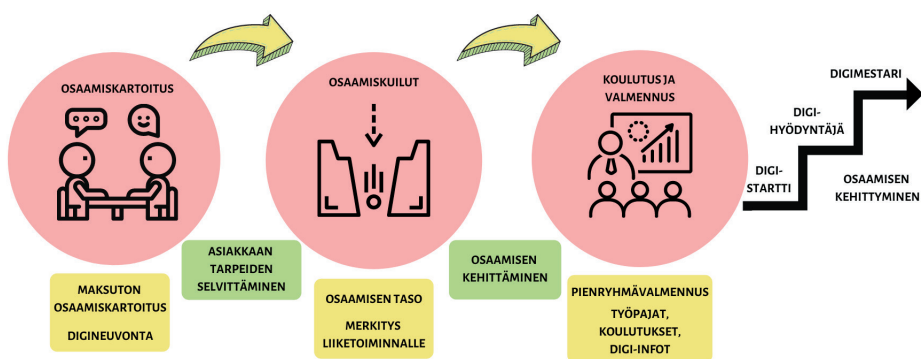 OSAAMISKARTOITUS
OSAAMISKUILUT
KOULUTUS JA
VALMENNUS
DIGIMESTARI
DIGI-
HYÖDYNTÄJÄ
DIGI-
STARTTI
OSAAMISEN
KEHITTYMINEN
ASIAKKAAN
TARPEIDEN
SELVITTÄMINEN
OSAAMISEN
KEHITTÄMINEN
MAKSUTON
OSAAMISKARTOITUS
DIGINEUVONTA
OSAAMISEN TASO
MERKITYS
LIIKETOIMINNALLE
PIENRYHMÄVALMENNUS
TYÖPAJAT,
KOULUTUKSET,
DIGI-INFOT